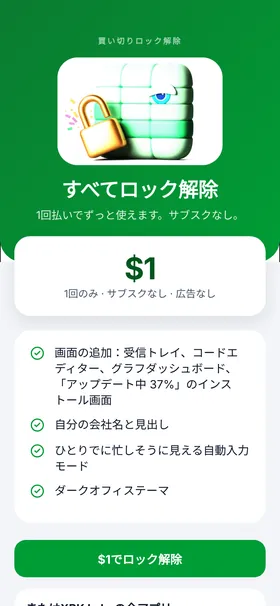 買い切りロック解除
すべてロック解除
1回払いでずっと使えます。サブスクなし。
$1
1回のみ · サブスクなし · 広告なし
画面の追加：受信トレイ、コードエ
ディター、グラフダッシュボード、
「アップデート中 37%」のインス
トール画面
自分の会社名と見出し
ひとりでに忙しそうに見える自動入力
モード
ダークオフィステーマ
$1でロック解除